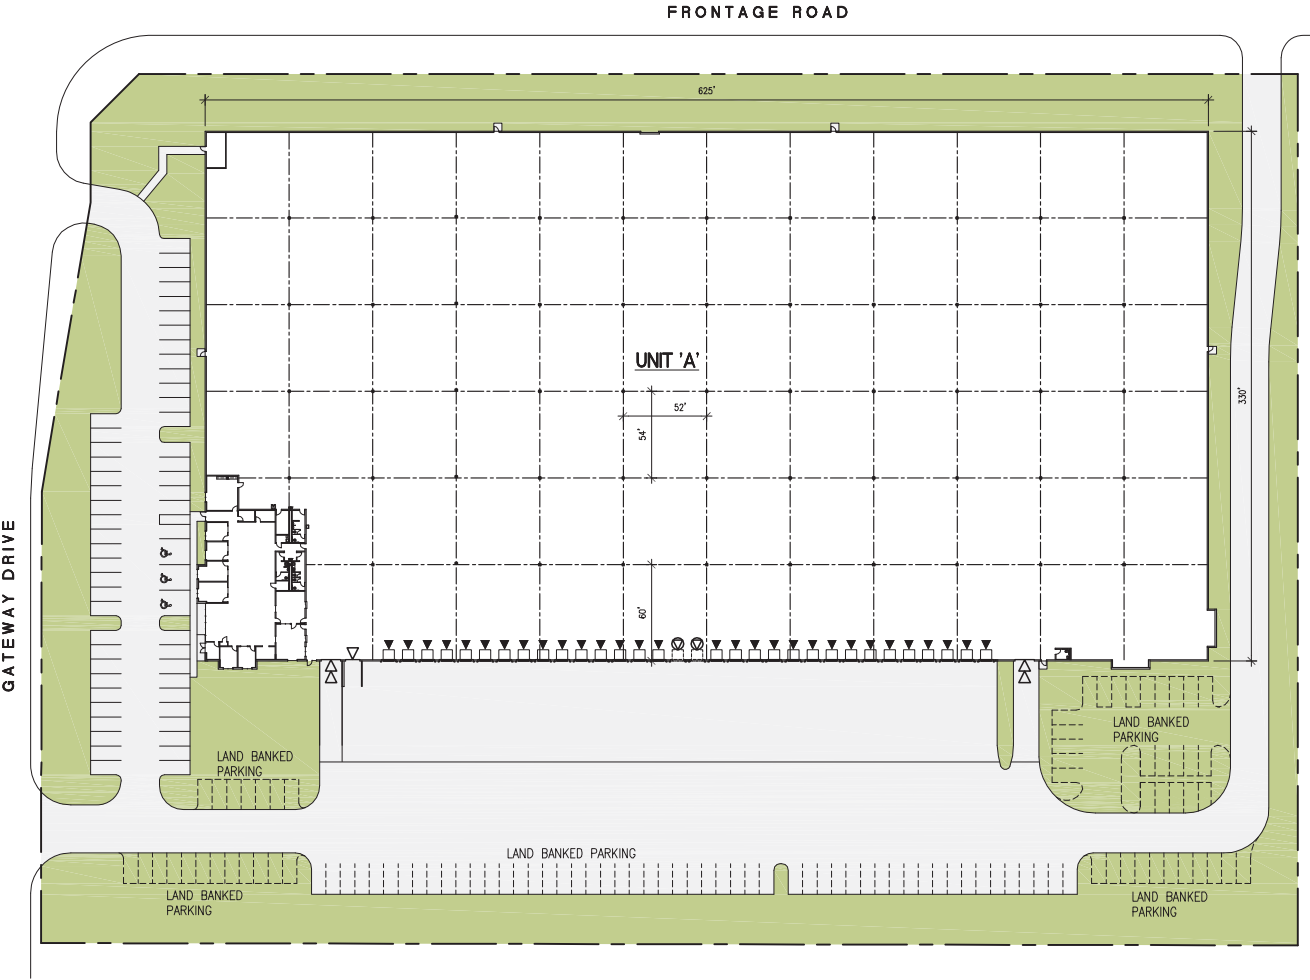 FRONTAGE ROAD
625'
UNIT 'A'
52'
54'
330'
GATEWAY DRIVE
60'
LAND BANKED
PARKING
LAND BANKED
PARKING
LAND BANKED PARKING
LAND BANKED
PARKING
LAND BANKED
PARKING